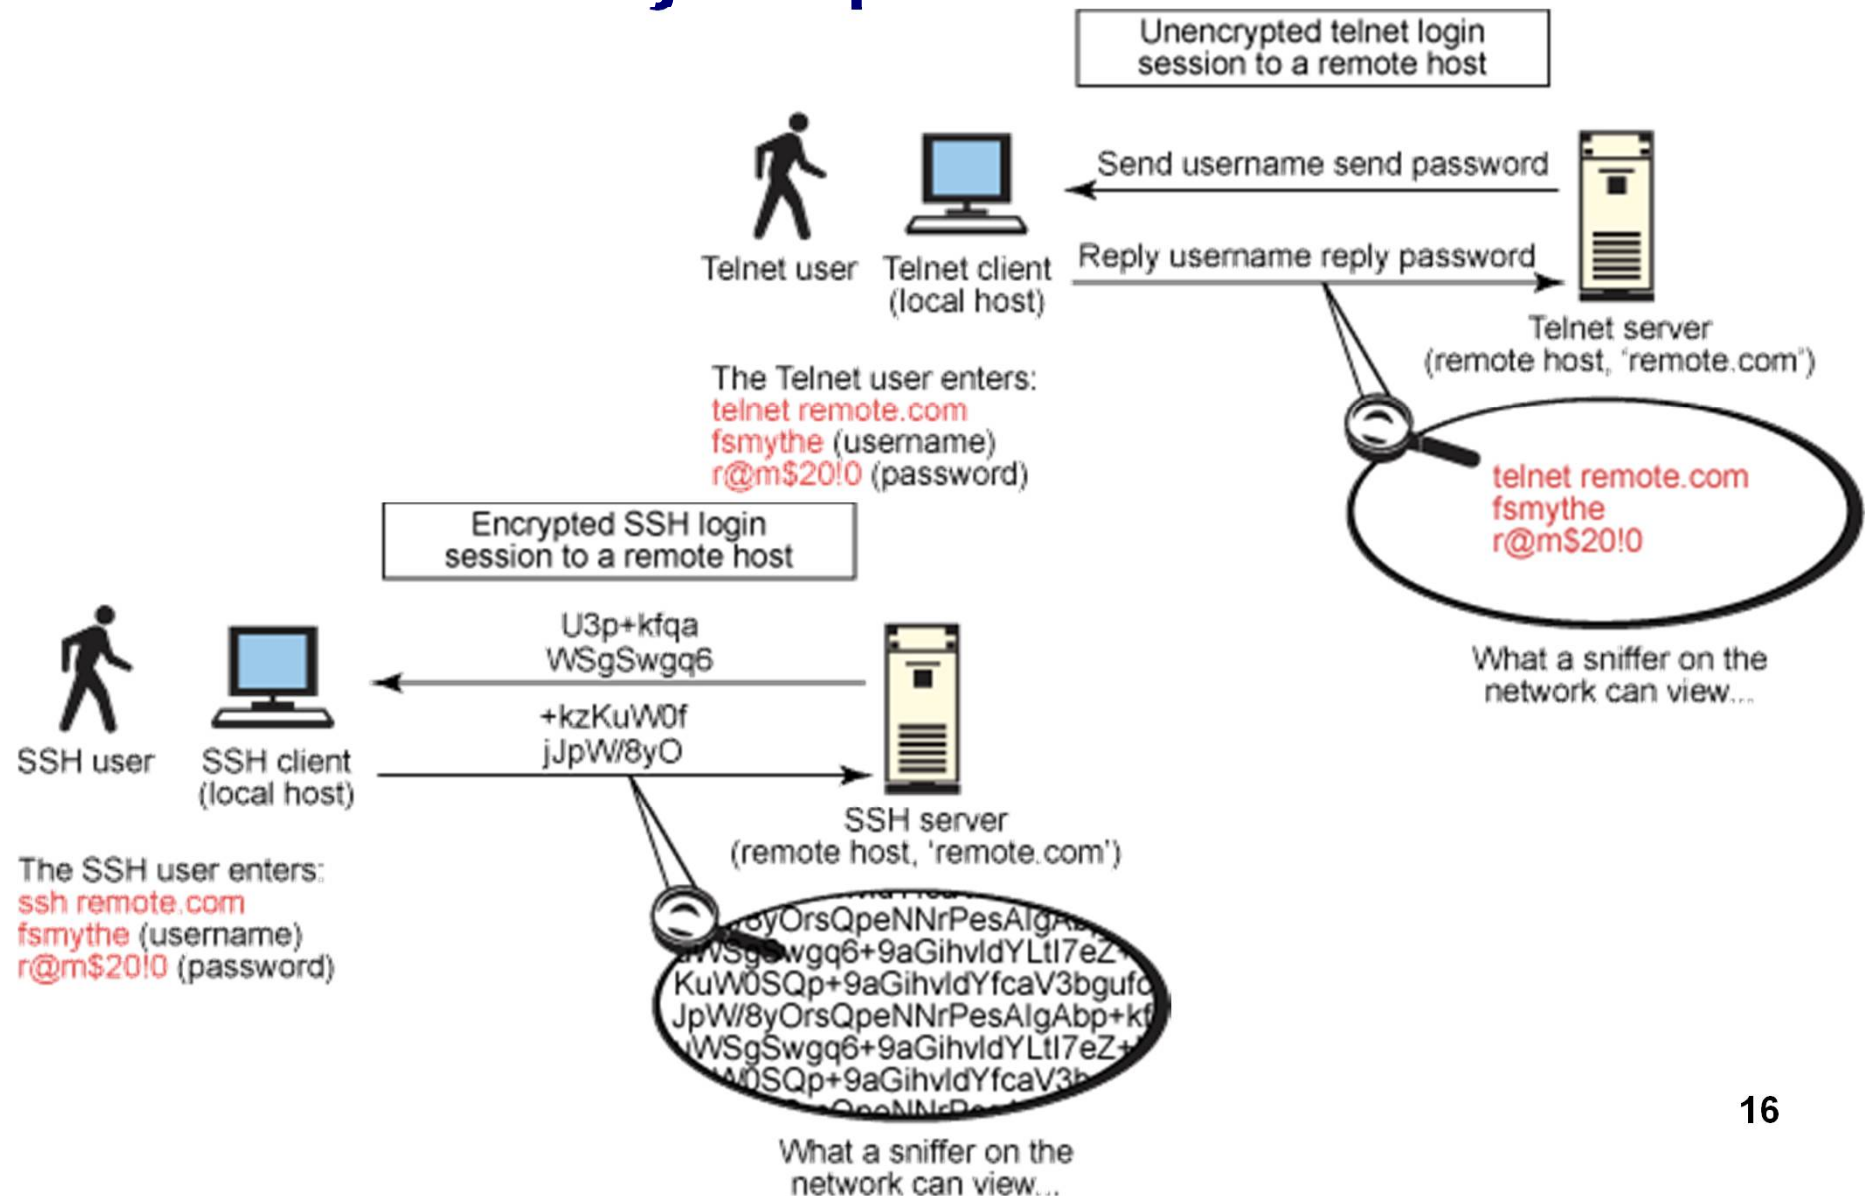 Unencrypted telnet login
session to a remote host
Send username send password
Reply username reply password
Telnet user
Telnet client
(local host)
Telnet server
(remote host, ‘remote.com’)
The Telnet user enters:
telnet remote.com
fsmythe (username)
r@m$20!0 (password)
telnet remote.com
fsmythe
r@m$20!0
What a sniffer on the
network can view...
Encrypted SSH login
session to a remote host
U3p+kfqa
WSgSwgq6
+kzKuW0f
jJpW/8yO
SSH user
SSH client
(local host)
SSH server
(remote host, ‘remote.com’)
The SSH user enters:
ssh remote.com
fsmythe (username)
r@m$20!0 (password)
KuW0SQp+9aGihvldYfcaV3bgufc
JpW/8yOrsQpeNNrPesAIgAbp+kf
What a sniffer on the
network can view...
16